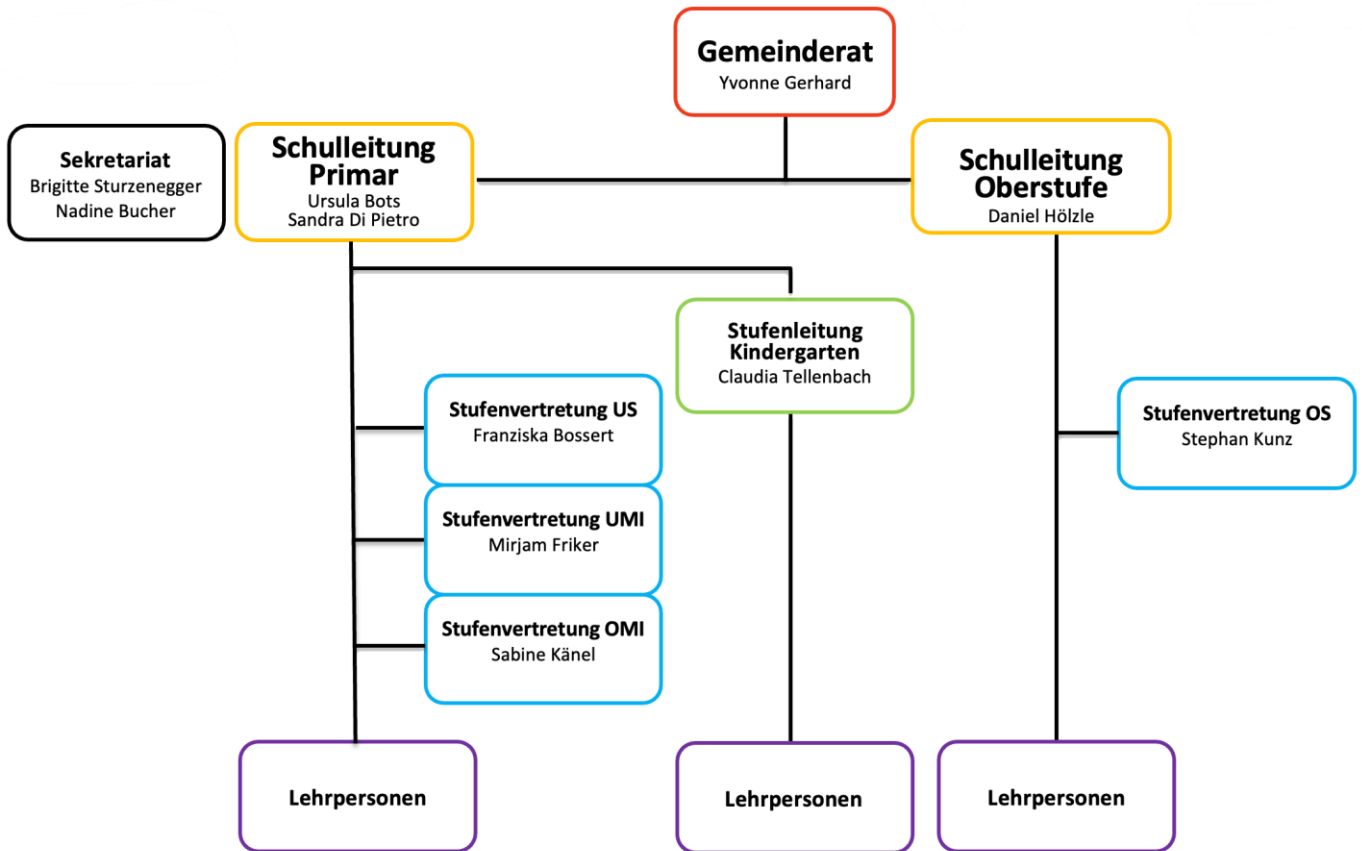 Gemeinderat
Yvonne Gerhard
Sekretariat
Brigitte Sturzenegger
Nadine Bucher
Schulleitung
Primar
Ursula Bots
Sandra Di Pietro
Schulleitung
Oberstufe
Daniel Hölzle
Stufenleitung
Kindergarten
Claudia Tellenbach
Stufenvertretung US
Franziska Bossert
Stufenvertretung OS
Stephan Kunz
Stufenvertretung UMI
Mirjam Friker
Stufenvertretung OMI
Sabine Känel
Lehrpersonen
Lehrpersonen
Lehrpersonen